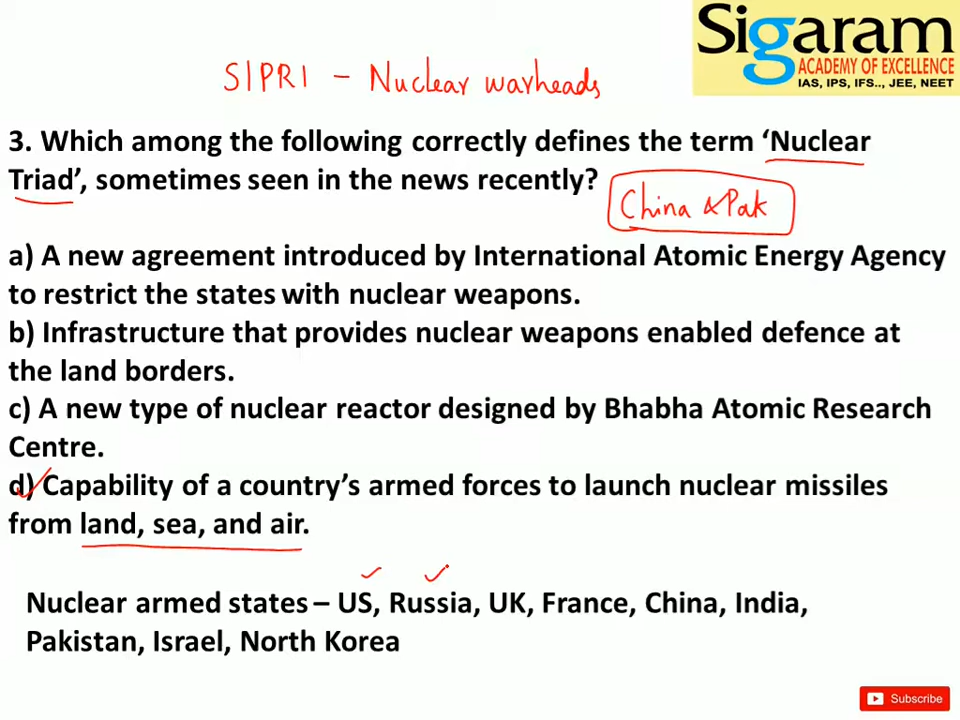 Sigaram
ACADEMY OF EXCELLENCE
IAS, IPS, IFS.., JEE, NEET
SIPRI - Nuclear warheads
3. Which among the following correctly defines the term ‘Nuclear
Triad’, sometimes seen in the news recently?
China & Pak
a) A new agreement introduced by International Atomic Energy Agency
to restrict the states with nuclear weapons.
b) Infrastructure that provides nuclear weapons enabled defence at
the land borders.
c) A new type of nuclear reactor designed by Bhabha Atomic Research
Centre.
d) Capability of a country’s armed forces to launch nuclear missiles
from land, sea, and air.
Nuclear armed states – US, Russia, UK, France, China, India,
Pakistan, Israel, North Korea
Subscribe